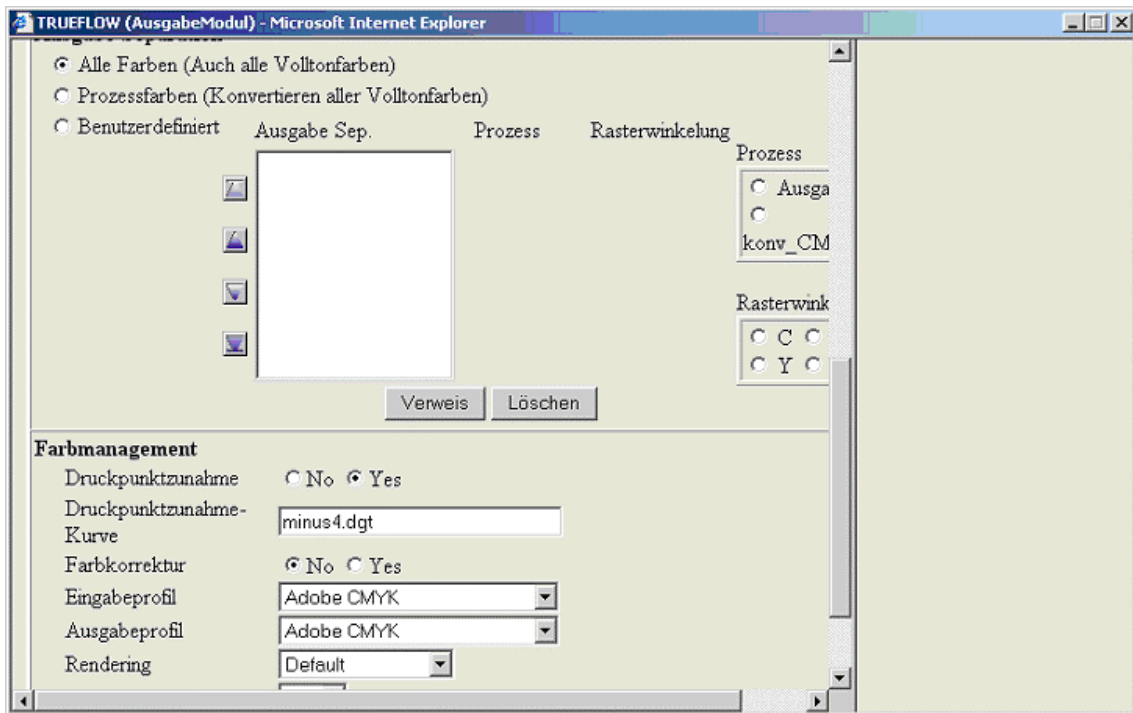 TRUEFLOW (AusgabeModul) - Microsoft Internet Explorer
Alle Farben (Auch alle Volltonfarben)
Prozessfarben (Konvertieren aller Volltonfarben)
Benutzerdefiniert
Ausgabe Sep. Prozess Rasterwinkelung
Prozess
Ausga
konv_CM
Rasterwink
C
Y
Verweis Löschen
Farbmanagement
Druckpunktzunahme No Yes
Druckpunktzunahme-
Kurve
minus4.dgt
Farbkorrektur No Yes
Eingabeprofil Adobe CMYK
Ausgabeprofil Adobe CMYK
Rendering Default